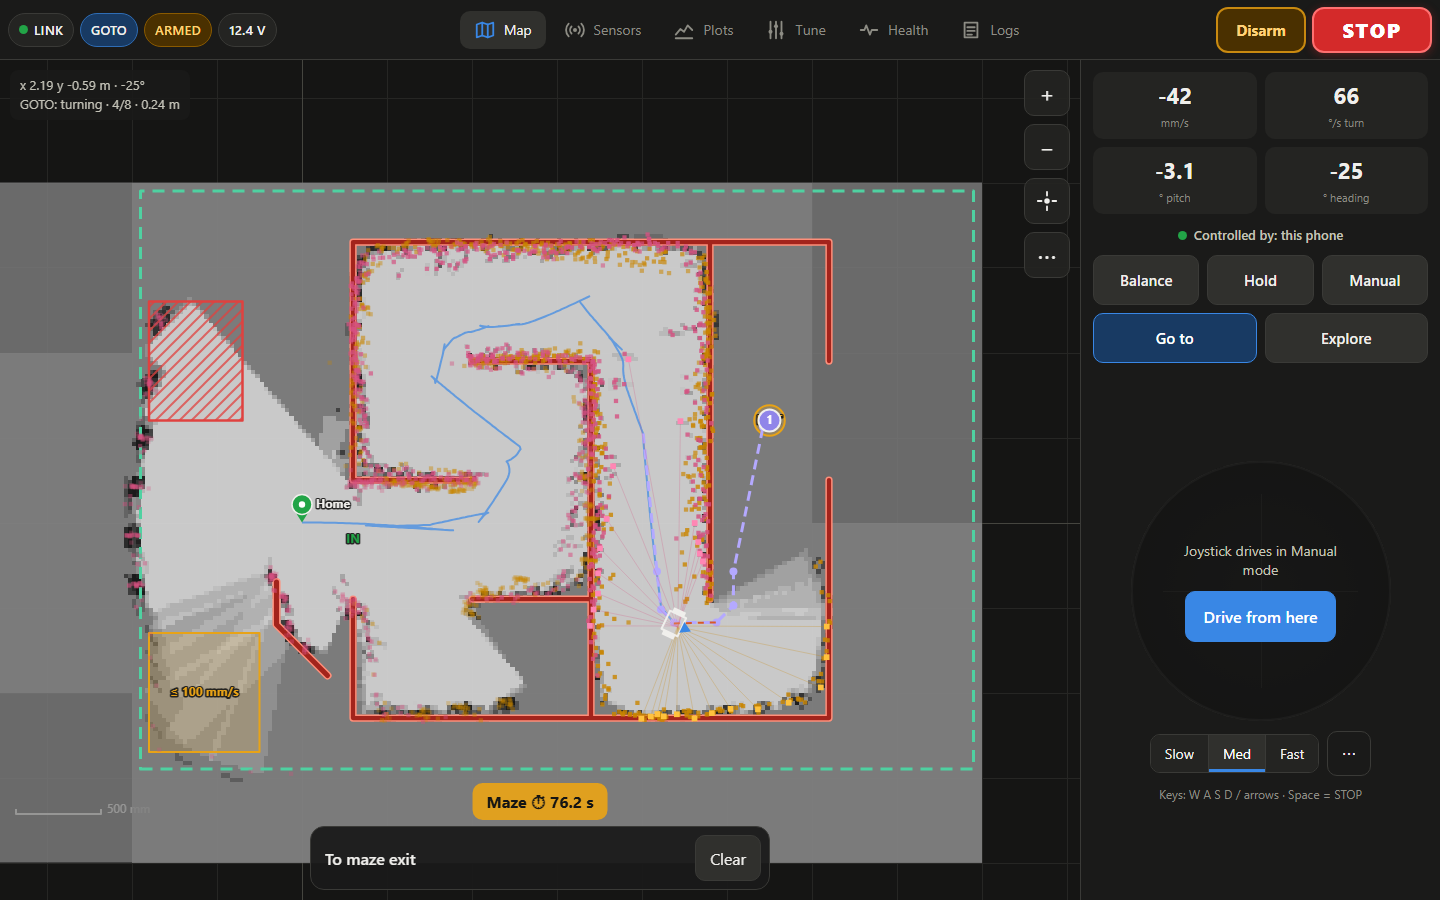 LINK
GOTO
ARMED
12.4 V
Map
Sensors
Plots
Tune
Health
Logs
Disarm
STOP
x 2.19 y -0.59 m · -25°
GOTO: turning · 4/8 · 0.24 m
+
−
...
-42
mm/s
66
°/s turn
-3.1
° pitch
-25
° heading
Controlled by: this phone
Balance
Hold
Manual
Go to
Explore
1
Home
IN
≤ 100 mm/s
Joystick drives in Manual
mode
Drive from here
Slow
Med
Fast
...
Keys: W A S D / arrows · Space = STOP
500 mm
Maze ⏱ 76.2 s
To maze exit
Clear